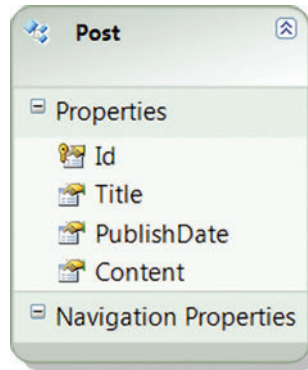 Post
Properties
Id
Title
PublishDate
Content
Navigation Properties